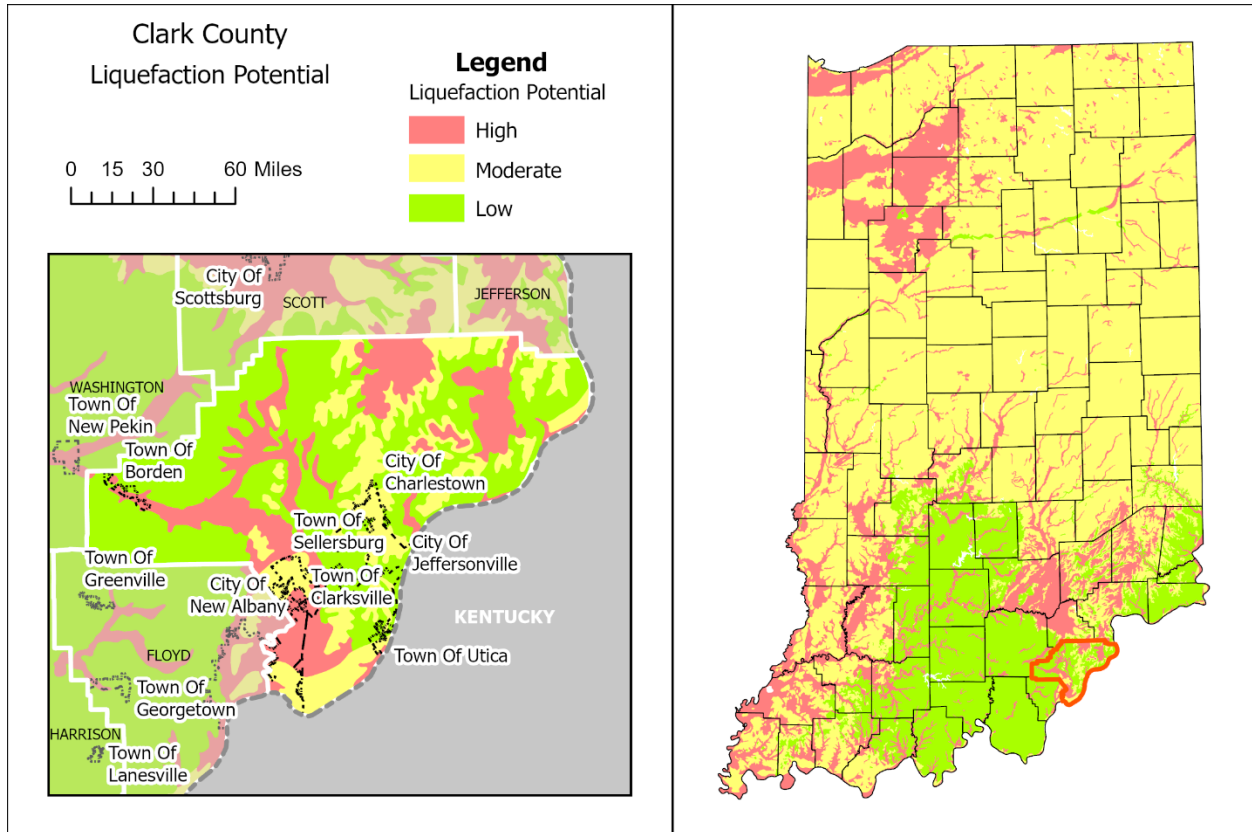 Clark County
Liquefaction Potential
0 15 30 60 Miles
Legend
Liquefaction Potential
High
Moderate
Low
City Of
Scottsburg
SCOTT
JEFFERSON
WASHINGTON
Town Of
New Pekin
Town Of
Borden
City Of
Charlestown
Town Of
Sellersburg
City Of
Jeffersonville
Town Of
Greenville
City Of
New Albany
Town Of
Clarksville
KENTUCKY
FLOYD
Town Of Utica
Town Of
Georgetown
HARRISON
Town Of
Lanesville